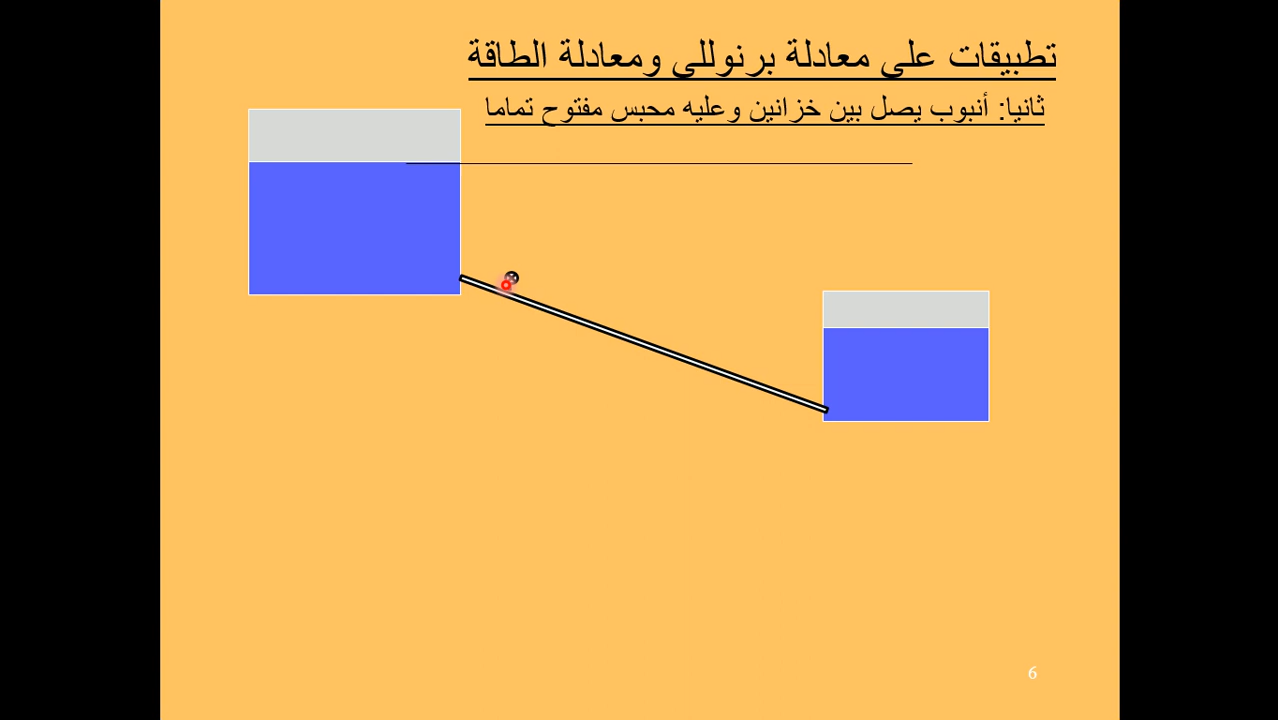 تطبيقات على معادلة برنوللى ومعادلة الطاقة
ثانيا: أنبوب يصل بين خزانين وعليه محبس مفتوح تماما
6